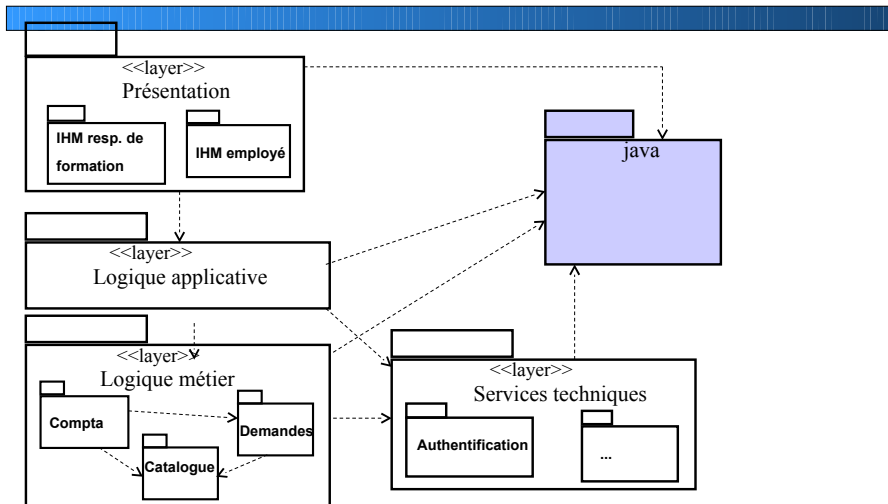 <<layer>>
Présentation
IHM resp. de
formation
IHM employé
java
<<layer>>
Logique applicative
<<layer>>
Logique métier
Compta
Demandes
Catalogue
<<layer>>
Services techniques
Authentification
...